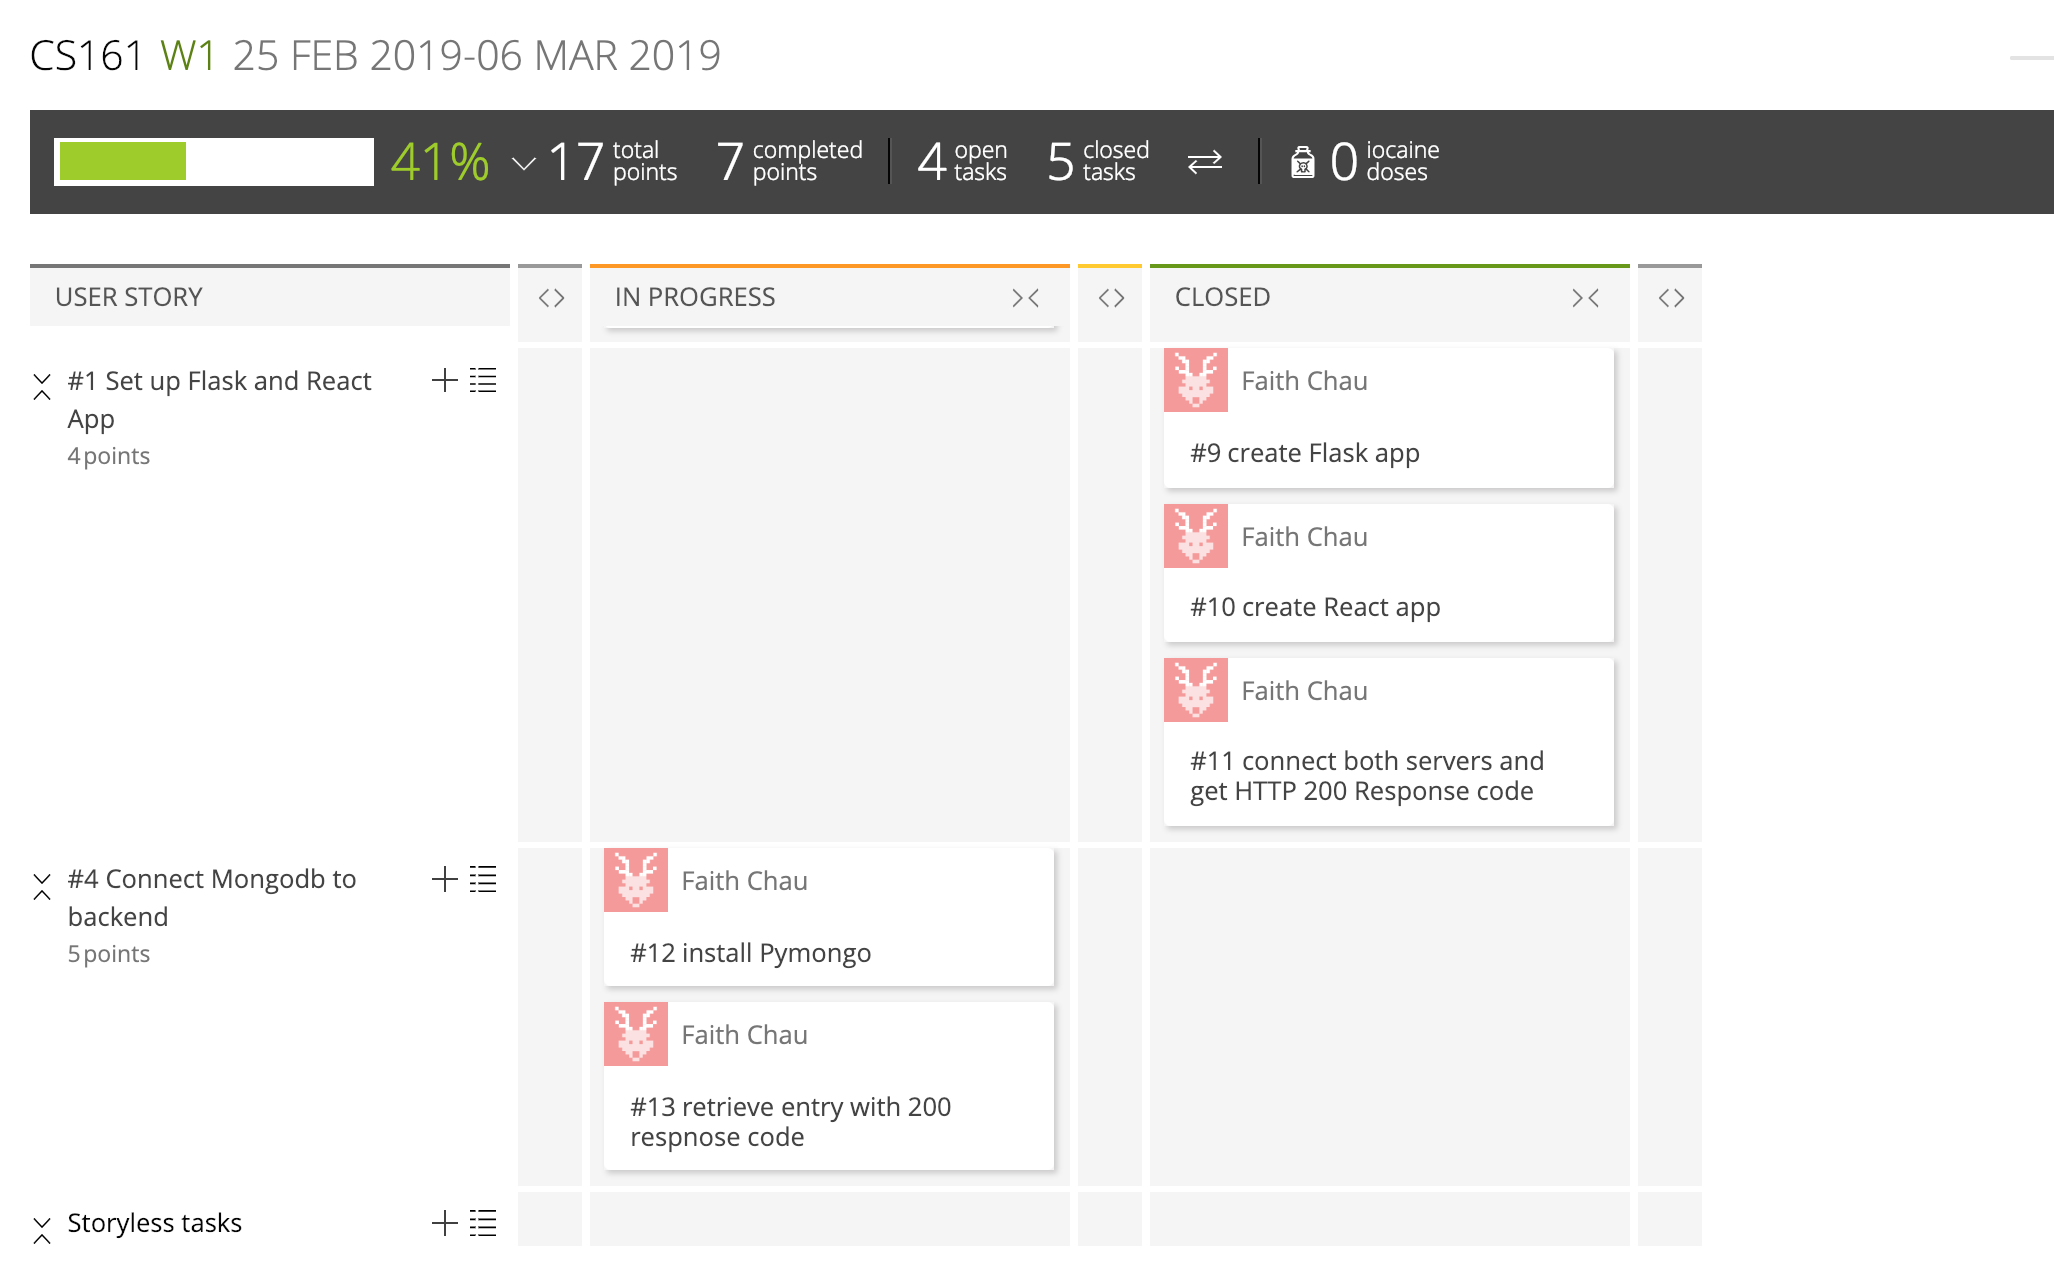 CS161 W1 25 FEB 2019-06 MAR 2019
41% 17 total points 7 completed points 4 open tasks 5 closed tasks 0 iocaine doses
USER STORY
IN PROGRESS
CLOSED
#1 Set up Flask and React
App
4 points
Faith Chau
#9 create Flask app
Faith Chau
#10 create React app
Faith Chau
#11 connect both servers and
get HTTP 200 Response code
#4 Connect Mongodb to
backend
5 points
Faith Chau
#12 install Pymongo
Faith Chau
#13 retrieve entry with 200
respnose code
Storyless tasks